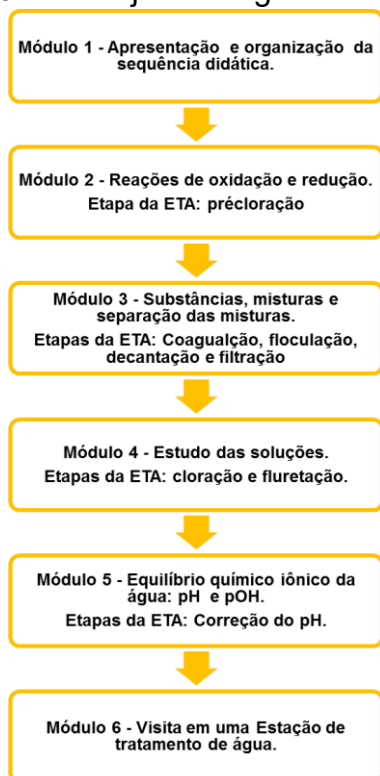 Módulo 1 - Apresentação e organização da
sequência didática.
Módulo 2 - Reações de oxidação e redução.
Etapa da ETA: précloração
Módulo 3 - Substâncias, misturas e
separação das misturas.
Etapas da ETA: Coagualção, floculação,
decantação e filtração
Módulo 4 - Estudo das soluções.
Etapas da ETA: cloração e fluretação.
Módulo 5 - Equilíbrio químico iônico da
água: pH e pOH.
Etapas da ETA: Correção do pH.
Módulo 6 - Visita em uma Estação de
tratamento de água.